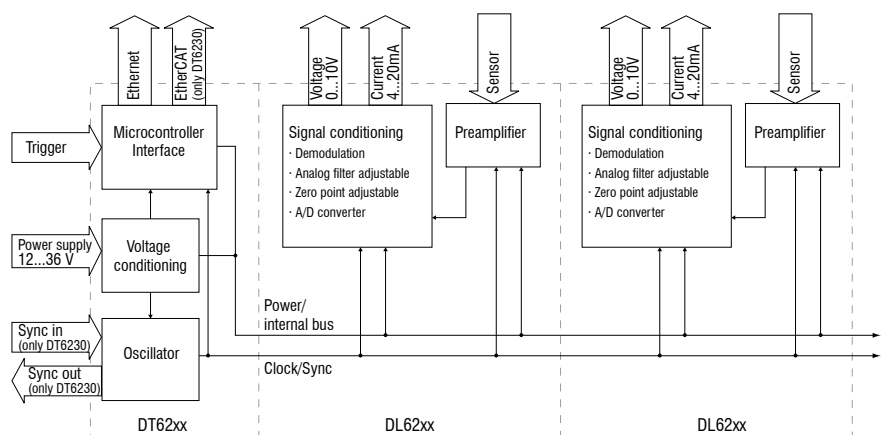 Ethernet
EtherCAT
(only DT6230)
Voltage
0...10V
Current
4...20mA
Sensor
Voltage
0...10V
Current
4...20mA
Sensor
Trigger
Microcontroller
Interface
Signal conditioning
· Demodulation
· Analog filter adjustable
· Zero point adjustable
· A/D converter
Preamplifier
Signal conditioning
· Demodulation
· Analog filter adjustable
· Zero point adjustable
· A/D converter
Preamplifier
Power supply
12...36 V
Voltage
conditioning
Power/
internal bus
Sync in
(only DT6230)
Oscillator
Sync out
(only DT6230)
Clock/Sync
DT62xx
DL62xx
DL62xx